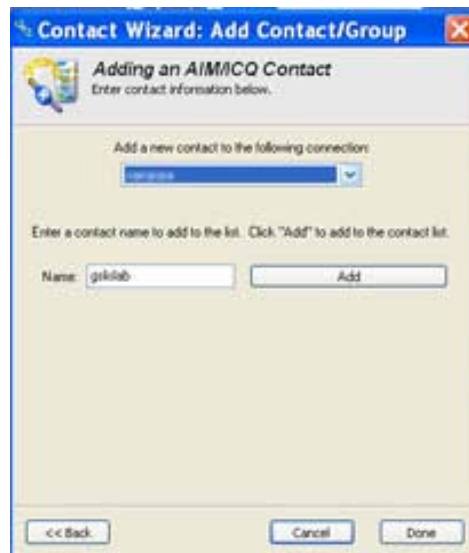 Contact Wizard: Add Contact/Group
Adding an AIM/ICQ Contact
Enter contact information below.
Add a new contact to the following connection:
Enter a contact name to add to the list. Click "Add" to add to the contact list.
Name: Add
<< Back Cancel Done